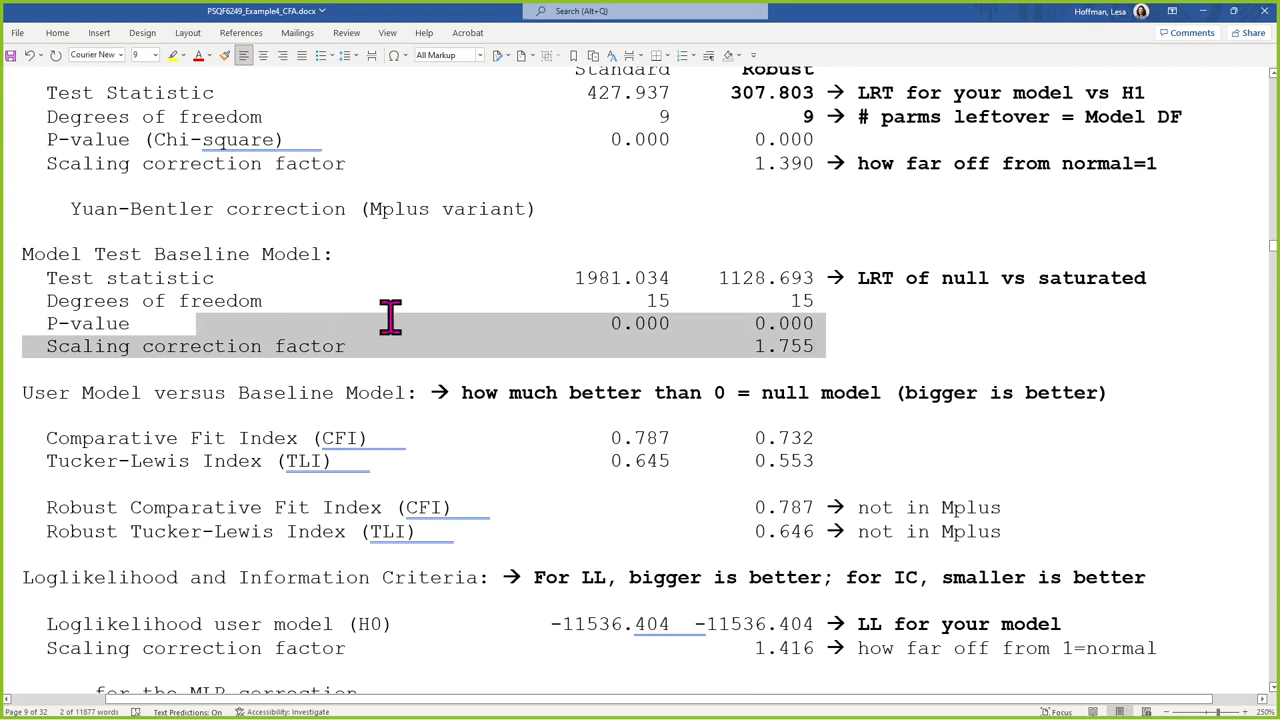 PSQF6249_Example4_CFA.docx
Search (Alt+Q)
Hoffman, Lesa
File Home Insert Design Layout References Mailings Review View Help Acrobat
Comments Share
Courier New 9 All Markup
Standard Robust
Test Statistic 427.937 307.803 → LRT for your model vs H1
Degrees of freedom 9 9 → # parms leftover = Model DF
P-value (Chi-square) 0.000 0.000
Scaling correction factor 1.390 → how far off from normal=1
Yuan-Bentler correction (Mplus variant)
Model Test Baseline Model:
Test statistic 1981.034 1128.693 → LRT of null vs saturated
Degrees of freedom 15 15
P-value 0.000 0.000
Scaling correction factor 1.755
User Model versus Baseline Model: → how much better than 0 = null model (bigger is better)
Comparative Fit Index (CFI) 0.787 0.732
Tucker-Lewis Index (TLI) 0.645 0.553
Robust Comparative Fit Index (CFI) 0.787 → not in Mplus
Robust Tucker-Lewis Index (TLI) 0.646 → not in Mplus
Loglikelihood and Information Criteria: → For LL, bigger is better; for IC, smaller is better
Loglikelihood user model (H0) -11536.404 -11536.404 → LL for your model
Scaling correction factor 1.416 → how far off from 1=normal
for the MLR correction
Page 9 of 32 2 of 11877 words Text Predictions: On Accessibility: Investigate Focus 250%